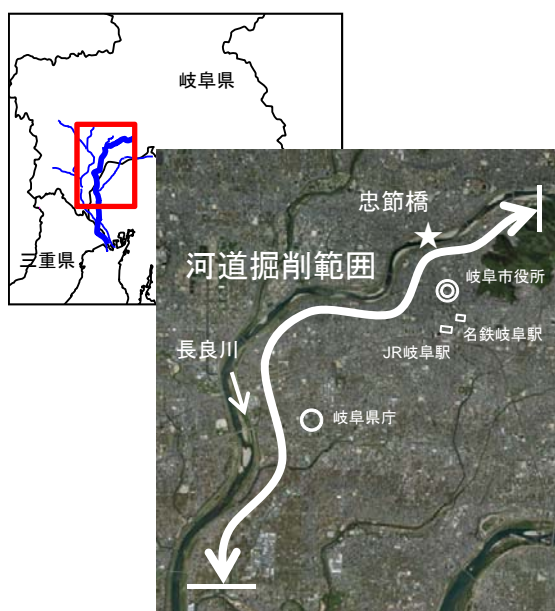 岐阜県
三重県
忠節橋
河道掘削範囲
岐阜市役所
名鉄岐阜駅
JR岐阜駅
長良川
岐阜県庁